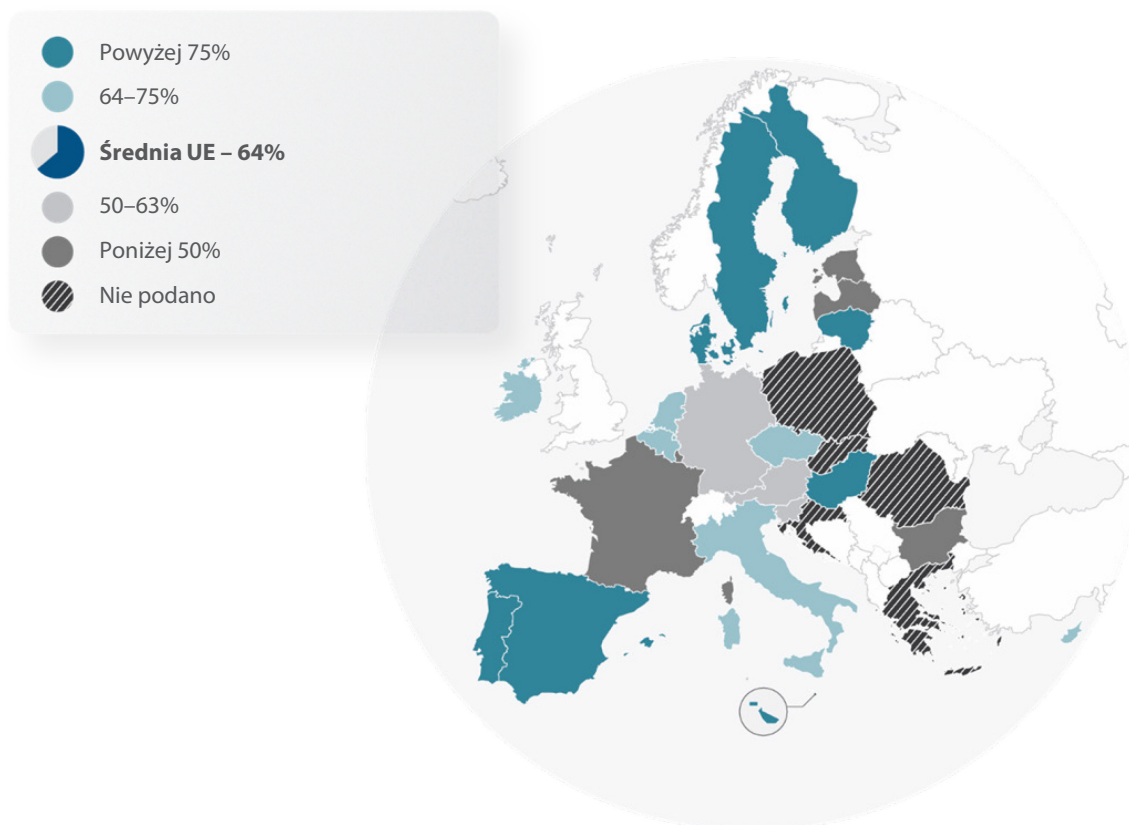 Powyżej 75%
64–75%
Średnia UE – 64%
50–63%
Poniżej 50%
Nie podano